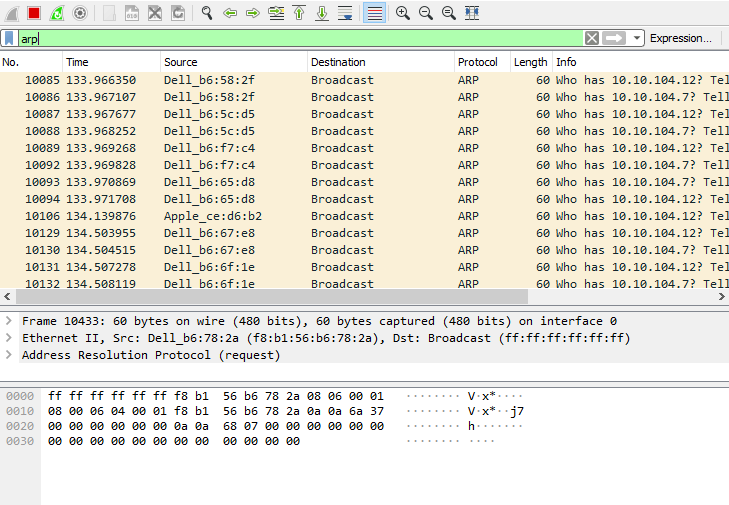 arp
Expression...
No. Time Source Destination Protocol Length Info
10085 133.966350 Dell_b6:58:2f Broadcast ARP 60 Who has 10.10.104.12? Tell
10086 133.967107 Dell_b6:58:2f Broadcast ARP 60 Who has 10.10.104.7? Tell
10087 133.967677 Dell_b6:5c:d5 Broadcast ARP 60 Who has 10.10.104.12? Tell
10088 133.968252 Dell_b6:5c:d5 Broadcast ARP 60 Who has 10.10.104.7? Tell
10089 133.969268 Dell_b6:f7:c4 Broadcast ARP 60 Who has 10.10.104.12? Tell
10092 133.969828 Dell_b6:f7:c4 Broadcast ARP 60 Who has 10.10.104.7? Tell
10093 133.970869 Dell_b6:65:d8 Broadcast ARP 60 Who has 10.10.104.7? Tell
10094 133.971708 Dell_b6:65:d8 Broadcast ARP 60 Who has 10.10.104.12? Tell
10106 134.139876 Apple_ce:d6:b2 Broadcast ARP 60 Who has 10.10.104.1? Tell
10129 134.503955 Dell_b6:67:e8 Broadcast ARP 60 Who has 10.10.104.12? Tell
10130 134.504515 Dell_b6:67:e8 Broadcast ARP 60 Who has 10.10.104.7? Tell
10131 134.507278 Dell_b6:6f:1e Broadcast ARP 60 Who has 10.10.104.12? Tell
10132 134.508119 Dell_b6:6f:1e Broadcast ARP 60 Who has 10.10.104.7? Tell
Frame 10433: 60 bytes on wire (480 bits), 60 bytes captured (480 bits) on interface 0
Ethernet II, Src: Dell_b6:78:2a (f8:b1:56:b6:78:2a), Dst: Broadcast (ff:ff:ff:ff:ff:ff)
Address Resolution Protocol (request)
0000 ff ff ff ff ff ff f8 b1 56 b6 78 2a 08 06 00 01 ········ V·x*····
0010 08 00 06 04 00 01 f8 b1 56 b6 78 2a 0a 0a 6a 37 ········ V·x*··j7
0020 00 00 00 00 00 00 0a 0a 68 07 00 00 00 00 00 00 ········ h·······
0030 00 00 00 00 00 00 00 00 00 00 00 00 ········ ····